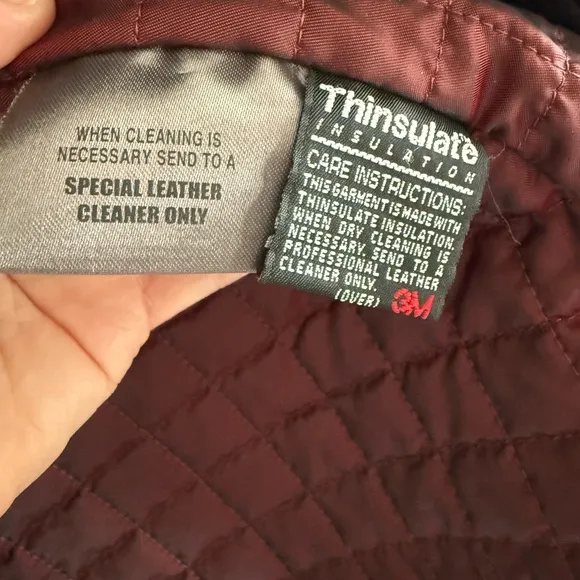 WHEN CLEANING IS
NECESSARY SEND TO A
SPECIAL LEATHER
CLEANER ONLY
Thinsulate
INSULATION
CARE INSTRUCTIONS:
THIS GARMENT IS MADE WITH
THINSULATE INSULATION.
WHEN DRY CLEANING IS
NECESSARY, SEND TO A
PROFESSIONAL LEATHER
CLEANER ONLY.
(OVER) 3M